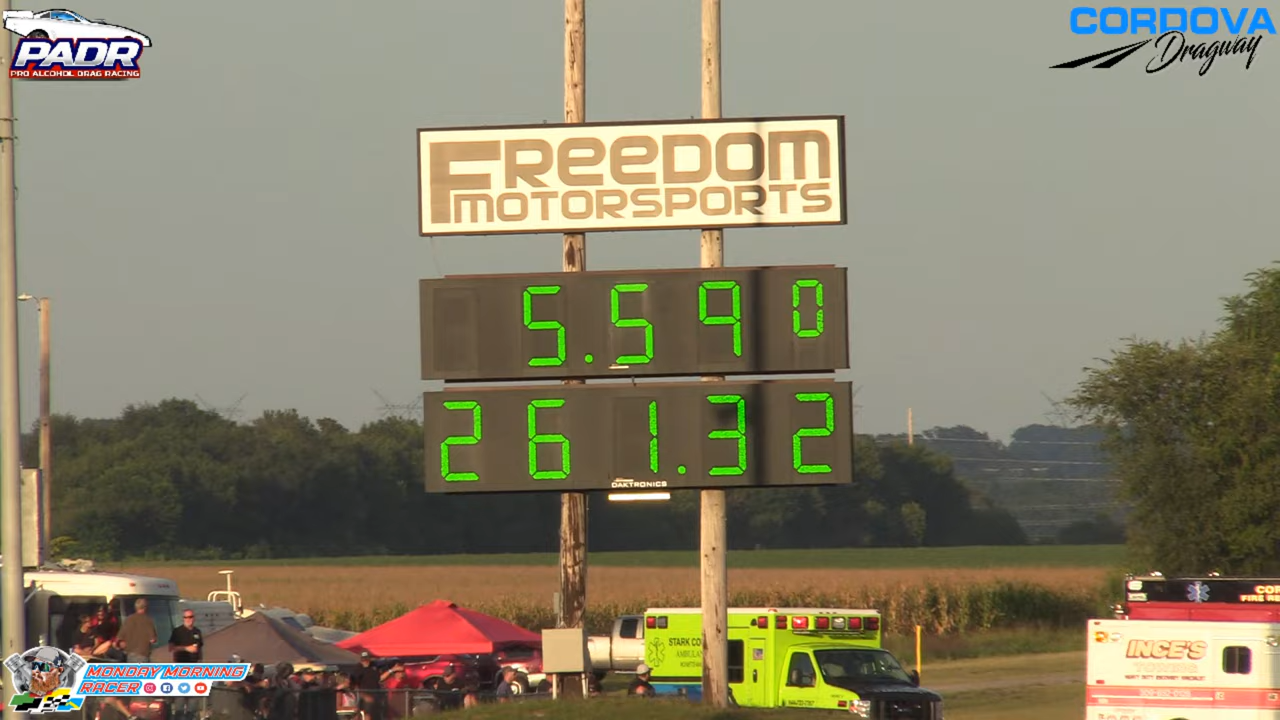 PADR
PRO ALCOHOL DRAG RACING
CORDOVA
Dragway
FREEDOM
MOTORSPORTS
5.590
261.32
DAKTRONICS
STARK CO
AMBULANCE
INCE'S
TOWING
MONDAY MORNING
RACER